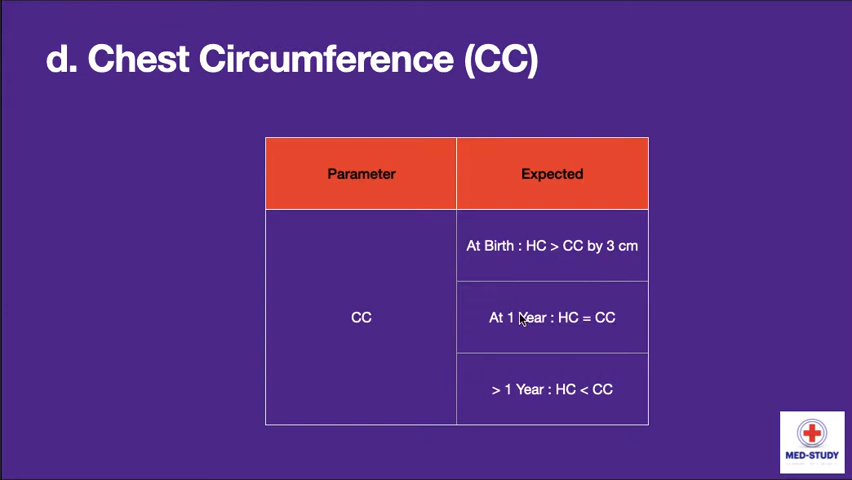 d. Chest Circumference (CC)
Parameter
Expected
At Birth : HC > CC by 3 cm
CC
At 1 Year : HC = CC
> 1 Year : HC < CC
MED-STUDY